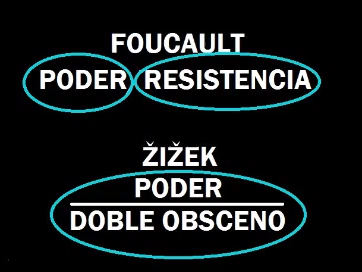 FOUCAULT
PODER RESISTENCIA
ŽIŽEK
PODER
DOBLE OBSCENO